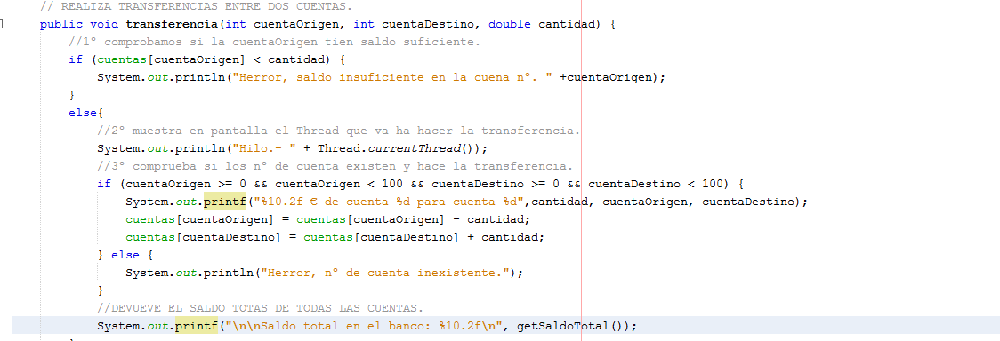 // REALIZA TRANSFERENCIAS ENTRE DOS CUENTAS.
public void transferencia(int cuentaOrigen, int cuentaDestino, double cantidad) {
//1º comprobamos si la cuentaOrigen tien saldo suficiente.
if (cuentas[cuentaOrigen] < cantidad) {
System.out.println("Herror, saldo insuficiente en la cuena nº. " +cuentaOrigen);
}
else{
//2º muestra en pantalla el Thread que va ha hacer la transferencia.
System.out.println("Hilo.- " + Thread.currentThread());
//3º comprueba si los nº de cuenta existen y hace la transferencia.
if (cuentaOrigen >= 0 && cuentaOrigen < 100 && cuentaDestino >= 0 && cuentaDestino < 100) {
System.out.printf("%10.2f € de cuenta %d para cuenta %d",cantidad, cuentaOrigen, cuentaDestino);
cuentas[cuentaOrigen] = cuentas[cuentaOrigen] - cantidad;
cuentas[cuentaDestino] = cuentas[cuentaDestino] + cantidad;
} else {
System.out.println("Herror, nº de cuenta inexistente.");
}
//DEVUEVE EL SALDO TOTAS DE TODAS LAS CUENTAS.
System.out.printf("\n\nSaldo total en el banco: %10.2f\n", getSaldoTotal());